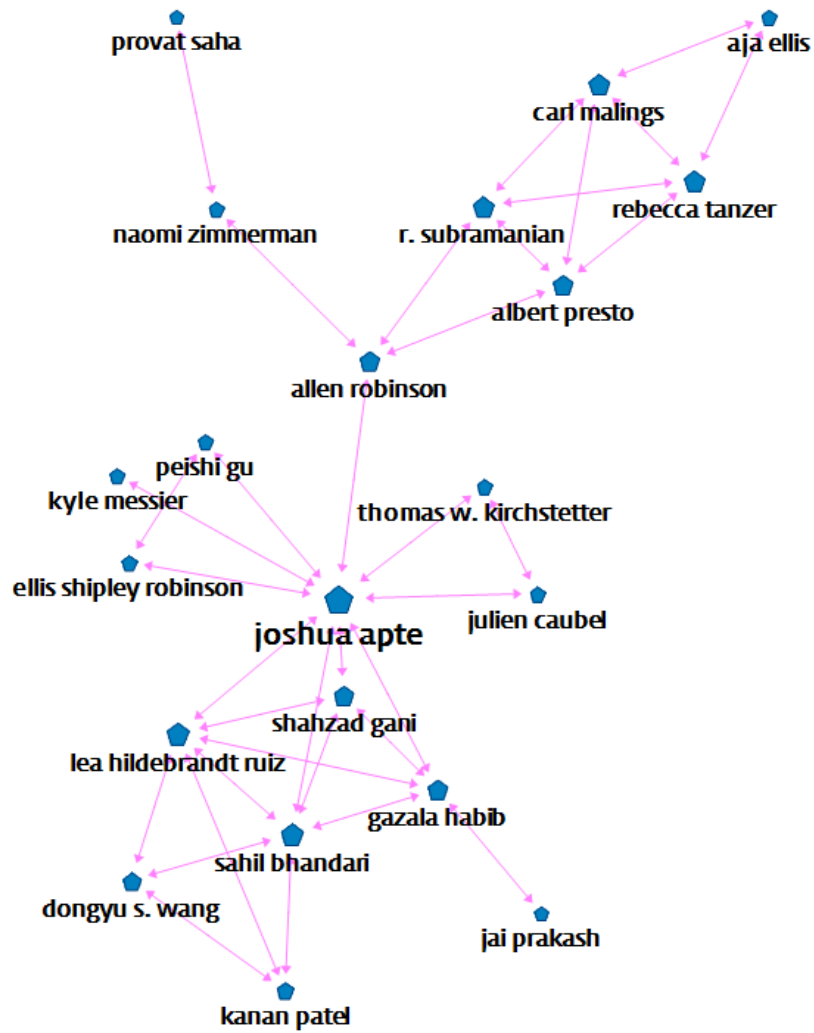 provat saha
aja ellis
carl malings
rebecca tanzer
naomi zimmerman
r. subramanian
albert presto
allen robinson
peishi gu
kyle messier
thomas w. kirchstetter
ellis shipley robinson
julien caubel
joshua apte
shahzad gani
lea hildebrandt ruiz
gazala habib
sahil bhandari
dongyu s. wang
jai prakash
kanan patel